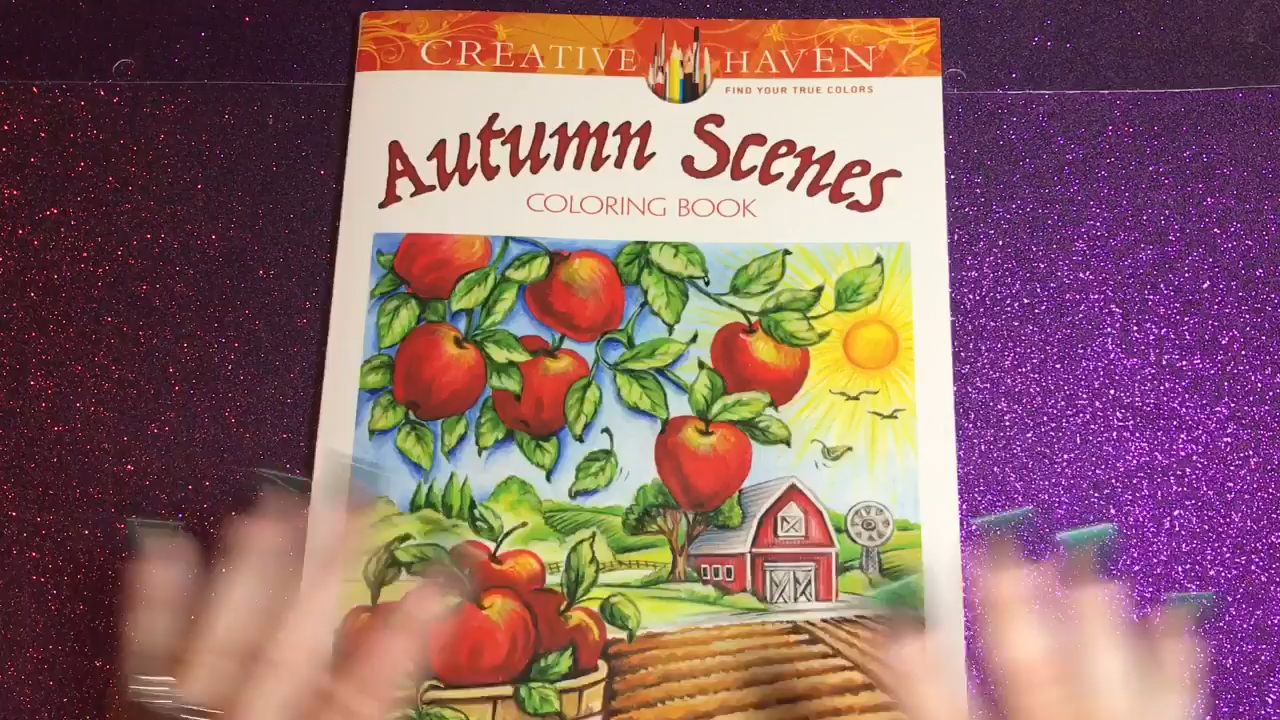 CREATIVE HAVEN
FIND YOUR TRUE COLORS
Autumn Scenes
COLORING BOOK